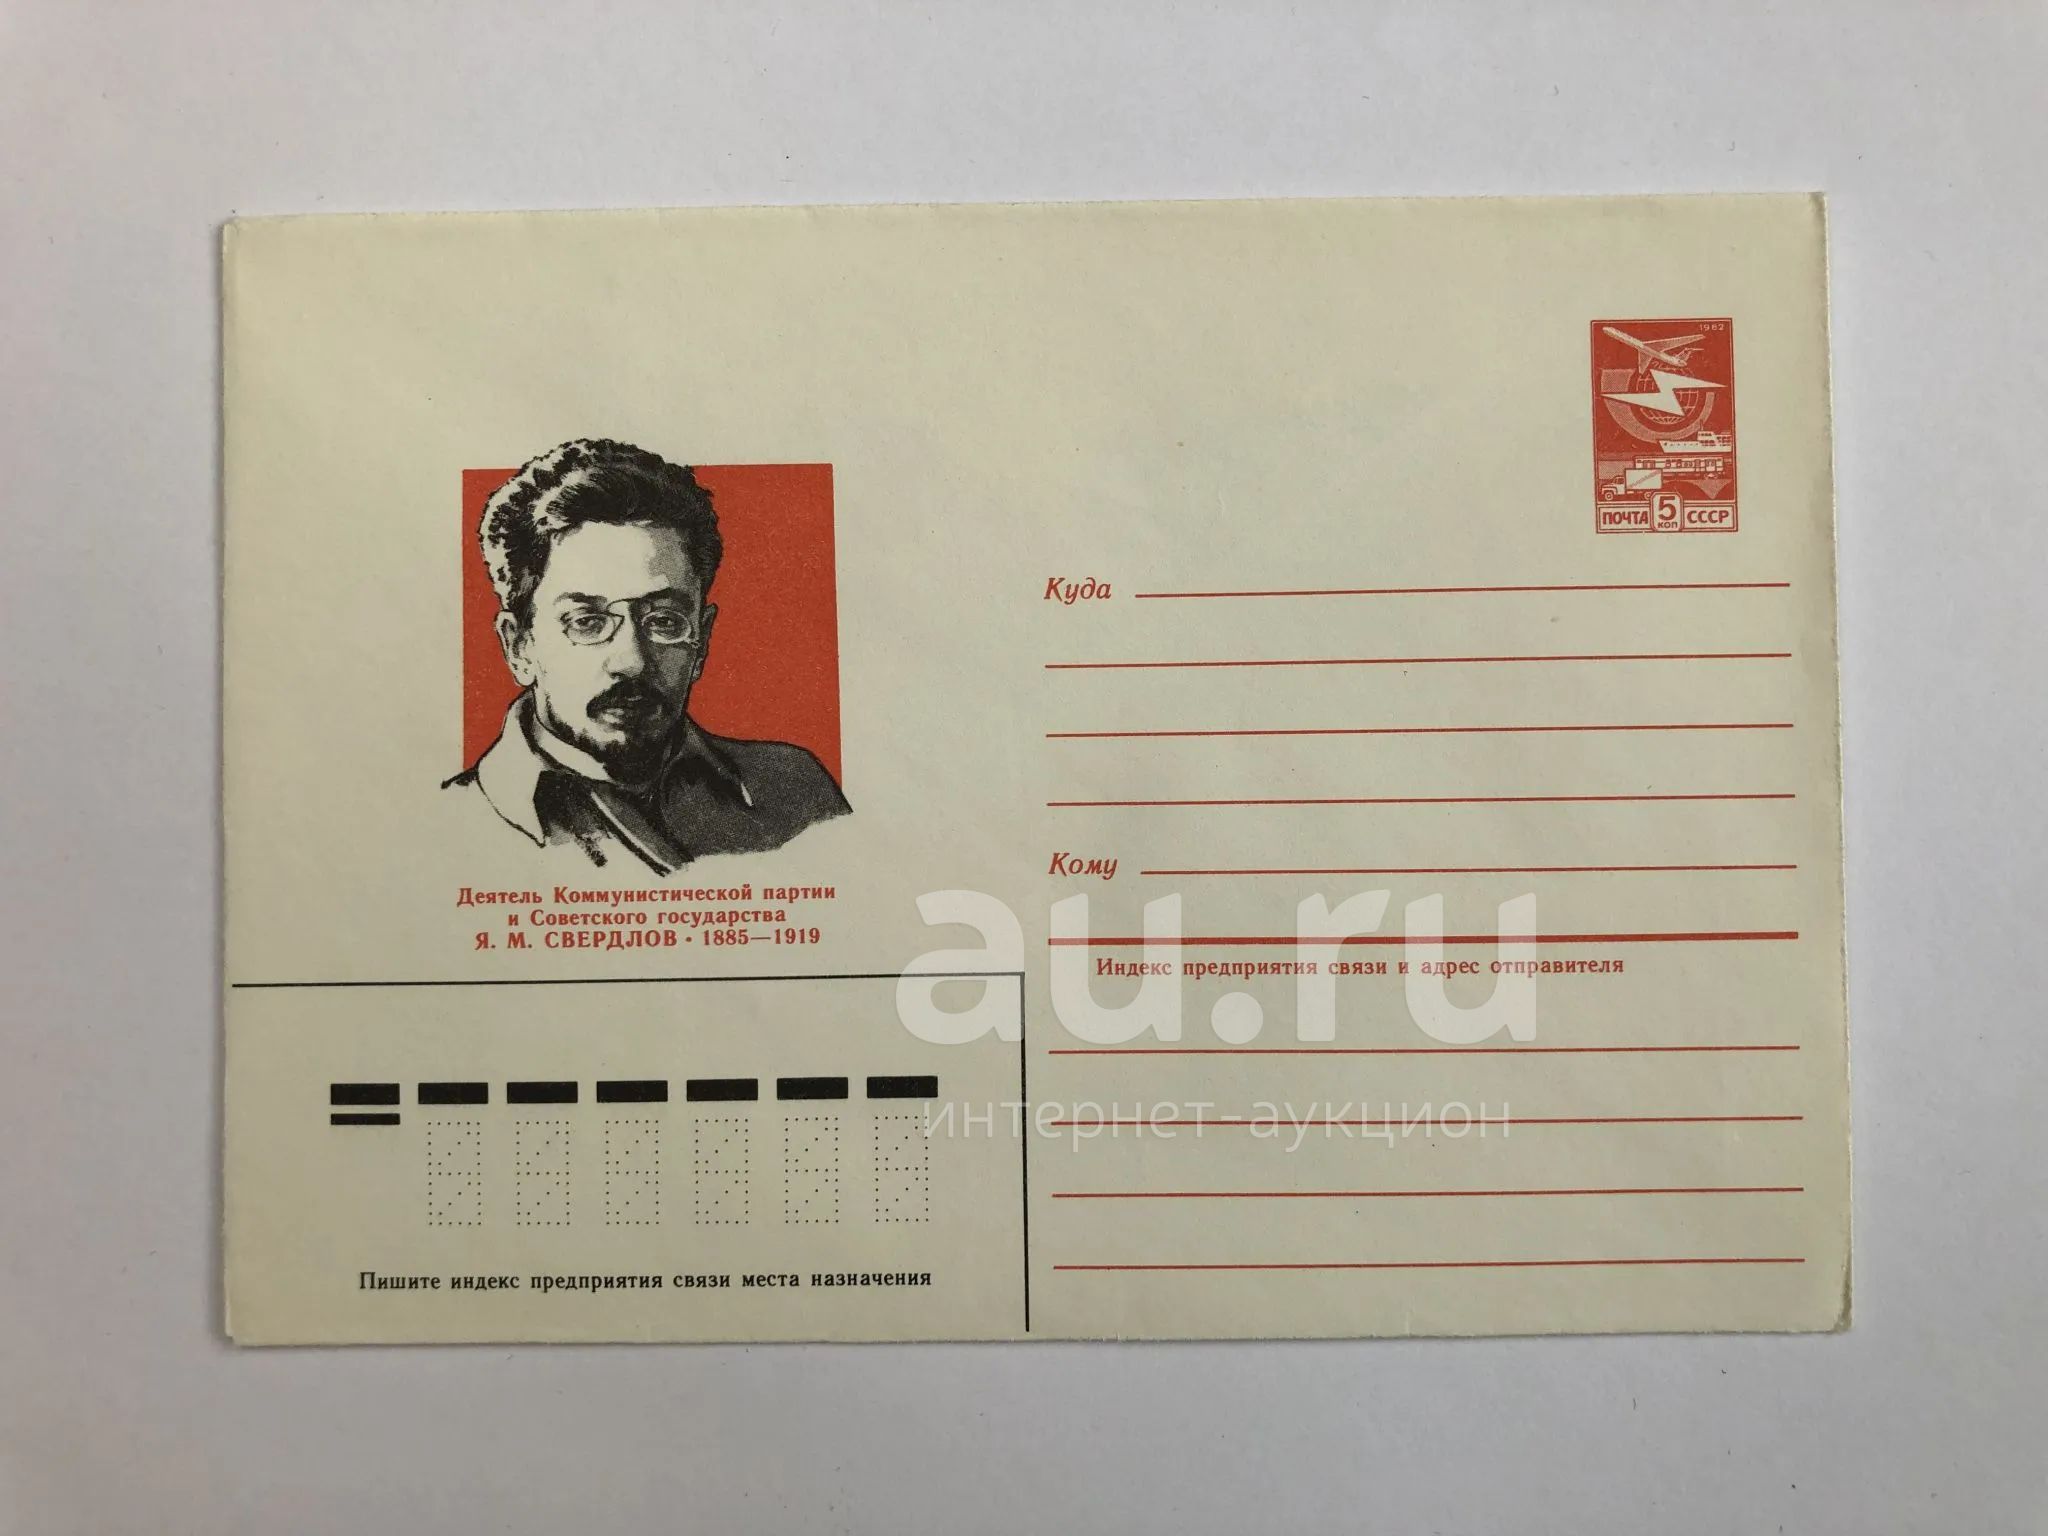 1982
ПОЧТА 5 КОП СССР
Куда
Деятель Коммунистической партии
и Советского государства
Я. М. СВЕРДЛОВ • 1885—1919
Кому
Индекс предприятия связи и адрес отправителя
Пишите индекс предприятия связи места назначения
au.ru
интернет-аукцион